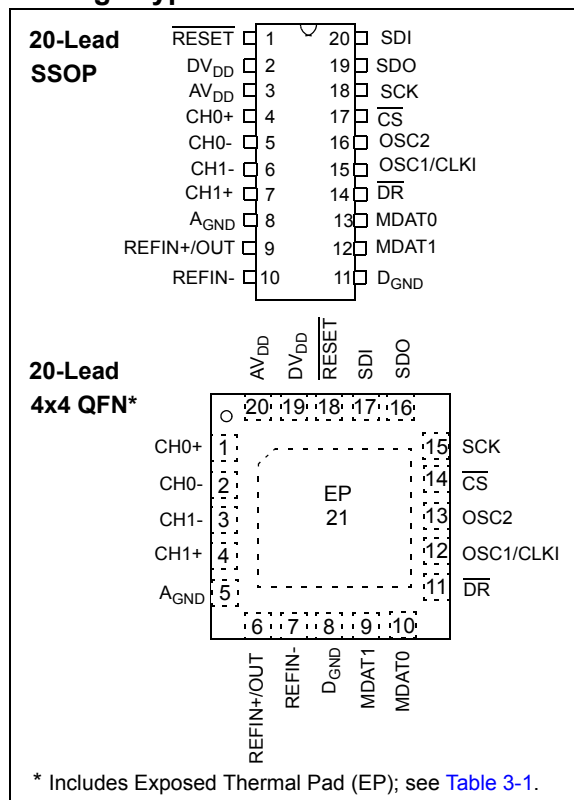 20-Lead
SSOP
RESET 1
DVDD 2
AVDD 3
CH0+ 4
CH0- 5
CH1- 6
CH1+ 7
AGND 8
REFIN+/OUT 9
REFIN- 10
20 SDI
19 SDO
18 SCK
17 CS
16 OSC2
15 OSC1/CLKI
14 DR
13 MDAT0
12 MDAT1
11 DGND
20-Lead
4x4 QFN*
AVDD DVDD RESET SDI SDO
20 19 18 17 16
CH0+ 1
CH0- 2
CH1- 3
CH1+ 4
AGND 5
EP
21
15 SCK
14 CS
13 OSC2
12 OSC1/CLKI
11 DR
6 7 8 9 10
REFIN+/OUT REFIN- DGND MDAT1 MDAT0
* Includes Exposed Thermal Pad (EP); see Table 3-1.